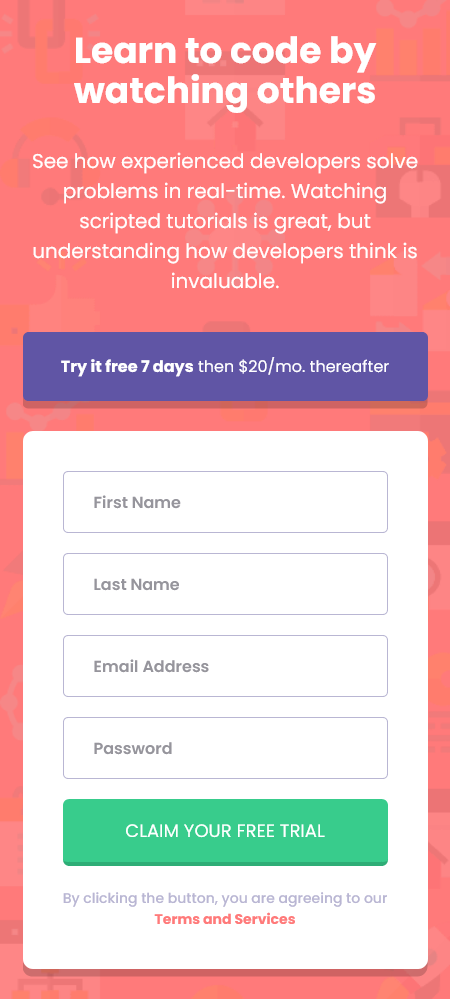 Learn to code by
watching others
See how experienced developers solve
problems in real-time. Watching
scripted tutorials is great, but
understanding how developers think is
invaluable.
Try it free 7 days then $20/mo. thereafter
First Name
Last Name
Email Address
Password
CLAIM YOUR FREE TRIAL
By clicking the button, you are agreeing to our
Terms and Services